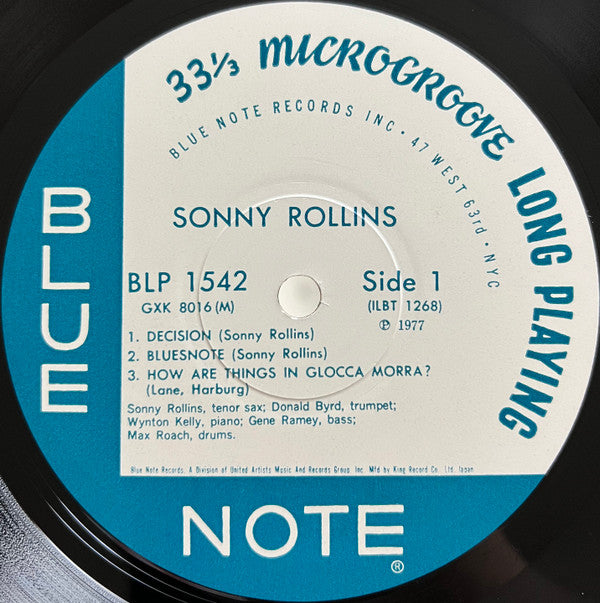 33⅓ MICROGROOVE LONG PLAYING
BLUE NOTE RECORDS INC • 47 WEST 63rd • NYC
SONNY ROLLINS
BLP 1542 Side 1
GXK 8016 (M) (ILBT 1268)
℗ 1977
1. DECISION (Sonny Rollins)
2. BLUESNOTE (Sonny Rollins)
3. HOW ARE THINGS IN GLOCCA MORRA?
(Lane, Harburg)
Sonny Rollins, tenor sax; Donald Byrd, trumpet;
Wynton Kelly, piano; Gene Ramey, bass;
Max Roach, drums.
Blue Note Records, A Division of United Artists Music And Records Group, Inc. Mfd by King Record Co. Ltd. Japan.
BLUE
NOTE®